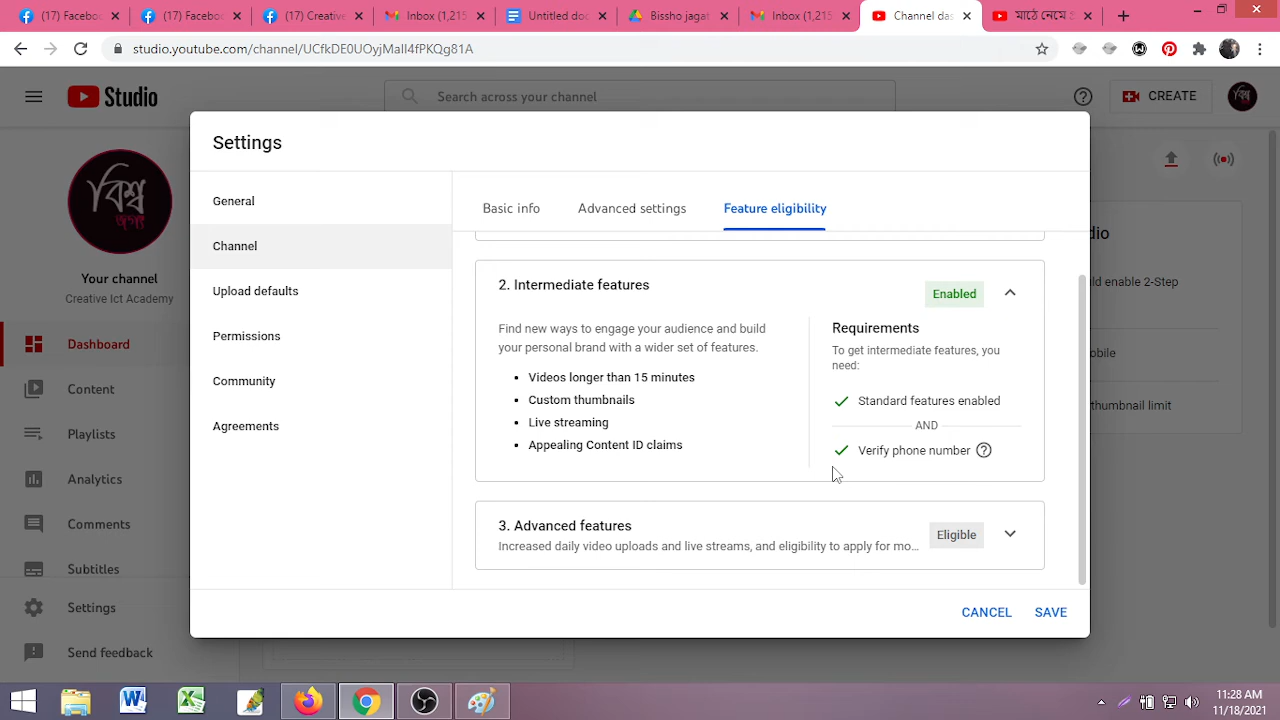 (17) Faceboo
(17) Facebo
(17) Creative
Inbox (1,215
Untitled doc
Bissho jagat
Inbox (1,215
Channel das
মাঠে নেমে
studio.youtube.com/channel/UCfkDE0UOyjMalI4fPKQg81A
Studio
Search across your channel
CREATE
বিশ্ব
জগৎ
Your channel
Creative Ict Academy
Dashboard
Content
Playlists
Analytics
Comments
Subtitles
Settings
Send feedback
Settings
General
Channel
Upload defaults
Permissions
Community
Agreements
Basic info
Advanced settings
Feature eligibility
2. Intermediate features
Enabled
Find new ways to engage your audience and build
your personal brand with a wider set of features.
• Videos longer than 15 minutes
• Custom thumbnails
• Live streaming
• Appealing Content ID claims
Requirements
To get intermediate features, you
need:
Standard features enabled
AND
Verify phone number
3. Advanced features
Increased daily video uploads and live streams, and eligibility to apply for mo...
Eligible
CANCEL
SAVE
dio
ld enable 2-Step
obile
thumbnail limit
11:28 AM
11/18/2021